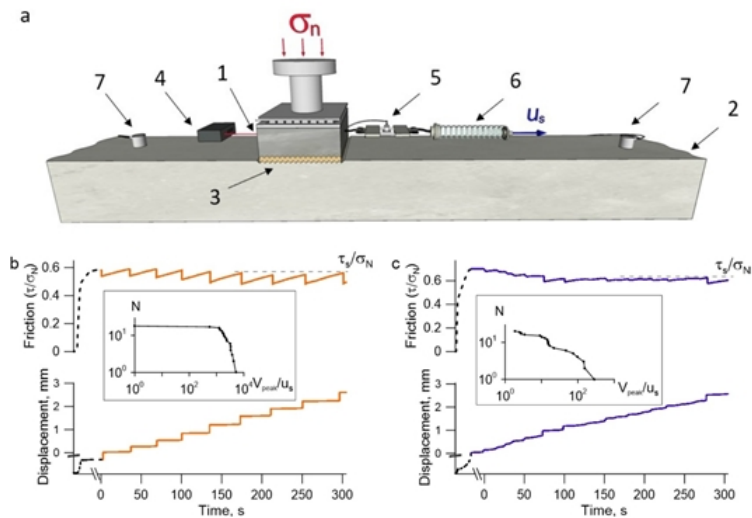 a
σn
7
4
1
5
6
us
7
2
3
b
Friction (τ/σN)
0.6
0.4
0.2
0
τs/σN
N
10¹
10⁰
10⁰
10²
10⁴
Vpeak/us
Displacement, mm
3
2
1
0
0
50
100
150
200
250
300
Time, s
c
Friction (τ/σN)
0.6
0.4
0.2
0
τs/σN
N
10¹
10⁰
10⁰
10²
Vpeak/us
Displacement, mm
3
2
1
0
0
50
100
150
200
250
300
Time, s